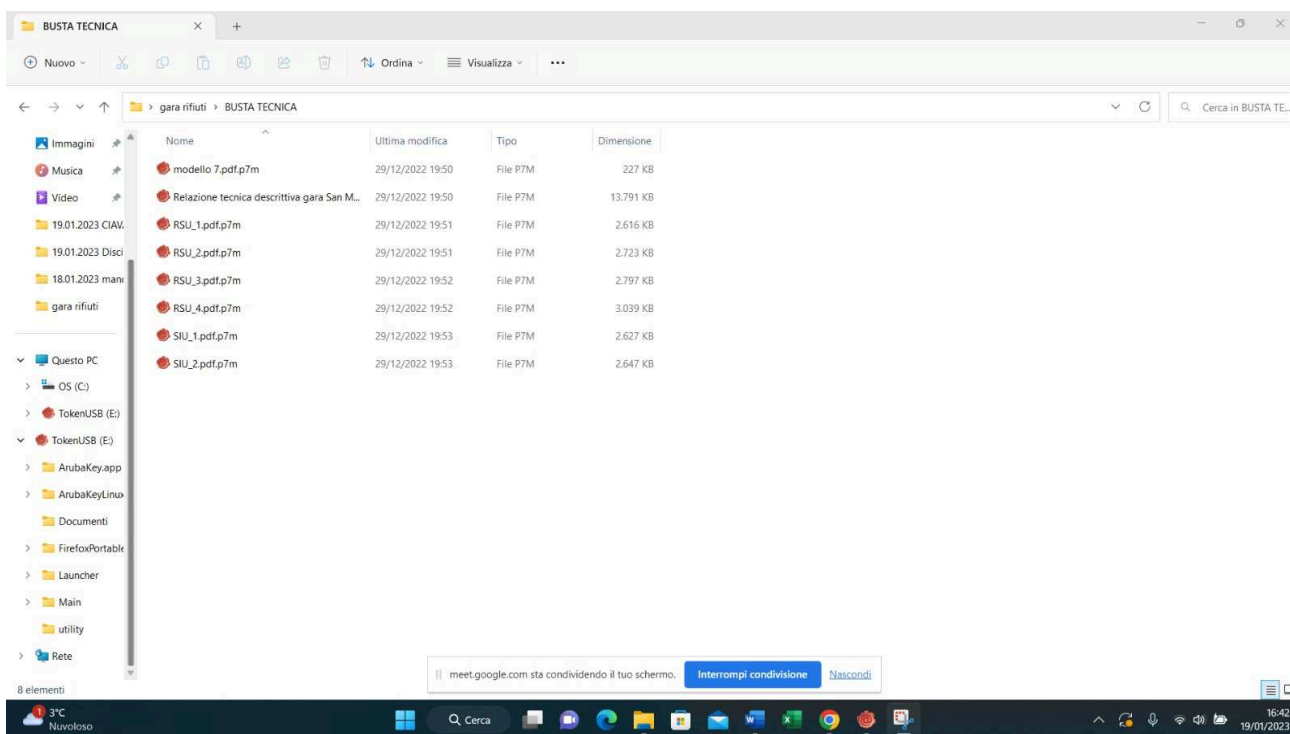 BUSTA TECNICA
Nuovo
Ordina
Visualizza
gara rifiuti > BUSTA TECNICA
Cerca in BUSTA TE...
Nome Ultima modifica Tipo Dimensione
modello 7.pdf.p7m 29/12/2022 19:50 File P7M 227 KB
Relazione tecnica descrittiva gara San M... 29/12/2022 19:50 File P7M 13.791 KB
RSU_1.pdf.p7m 29/12/2022 19:51 File P7M 2.616 KB
RSU_2.pdf.p7m 29/12/2022 19:51 File P7M 2.723 KB
RSU_3.pdf.p7m 29/12/2022 19:52 File P7M 2.797 KB
RSU_4.pdf.p7m 29/12/2022 19:52 File P7M 3.039 KB
SIU_1.pdf.p7m 29/12/2022 19:53 File P7M 2.627 KB
SIU_2.pdf.p7m 29/12/2022 19:53 File P7M 2.647 KB
Immagini
Musica
Video
19.01.2023 CIAV
19.01.2023 Disci
18.01.2023 man
gara rifiuti
Questo PC
OS (C:)
TokenUSB (E:)
TokenUSB (E:)
ArubaKey.app
ArubaKeyLinux
Documenti
FirefoxPortable
Launcher
Main
utility
Rete
8 elementi
meet.google.com sta condividendo il tuo schermo. Interrompi condivisione Nascondi
1
3°C
Nuvoloso
Cerca
16:42
19/01/2023